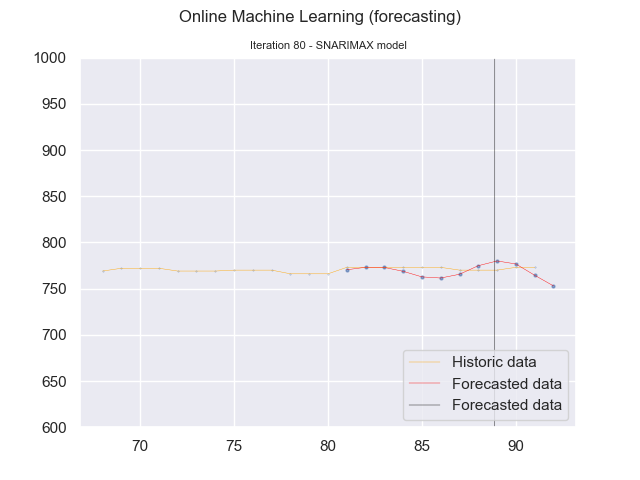 Online Machine Learning (forecasting)
Iteration 80 - SNARIMAX model
1000
950
900
850
800
750
700
650
600
Historic data
Forecasted data
Forecasted data
70
75
80
85
90